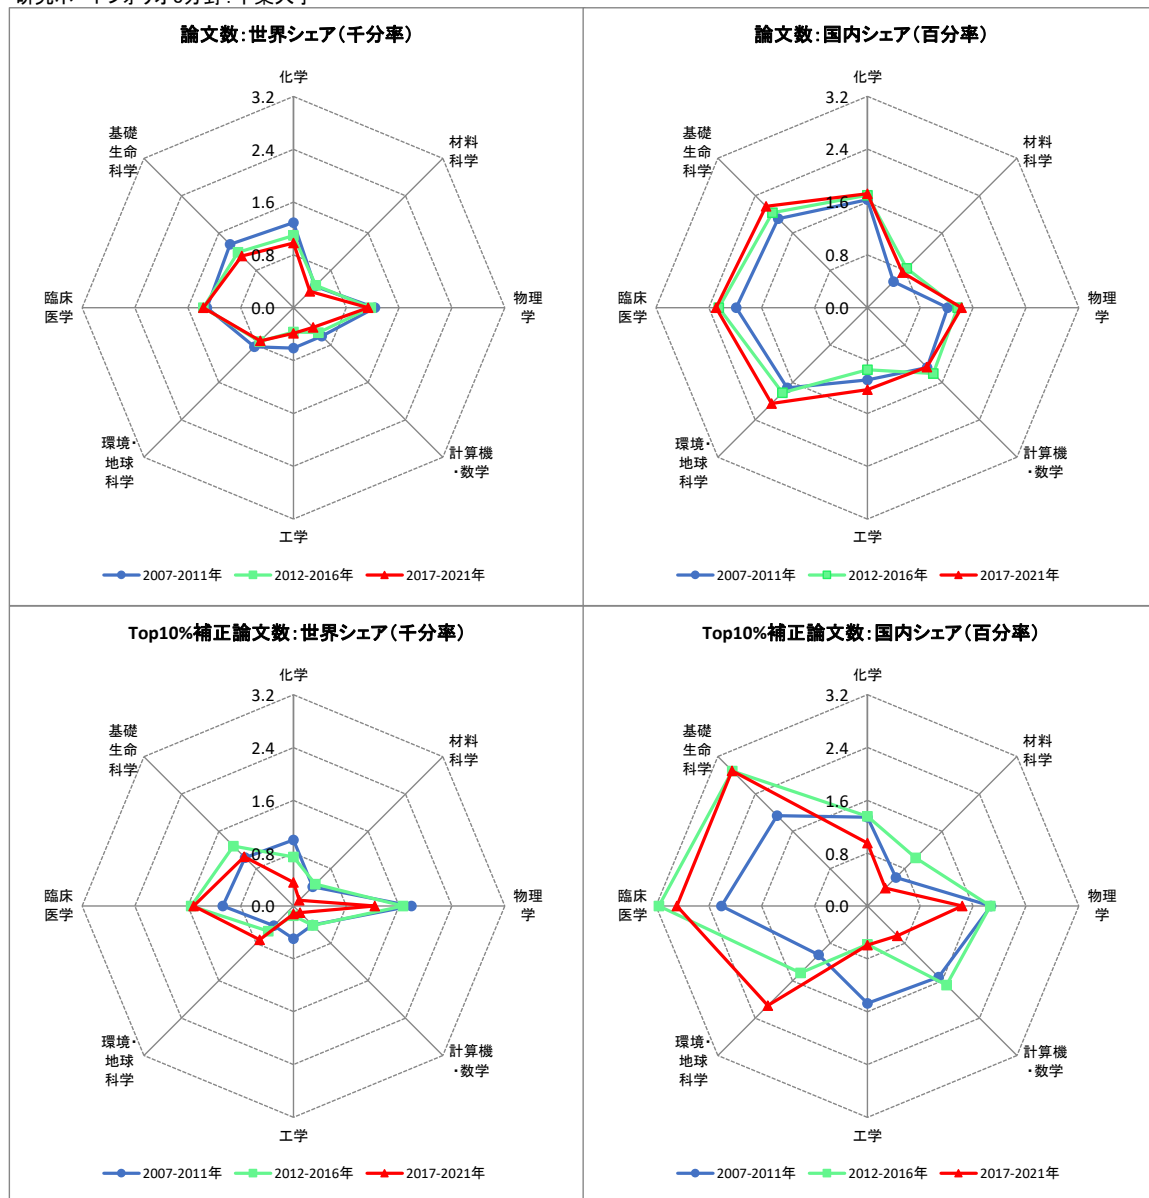 論文数:世界シェア(千分率)
化学
3.2
2.4
1.6
0.8
0.0
材料
科学
物理
学
計算機
・数学
工学
環境・
地球
科学
臨床
医学
基礎
生命
科学
2007-2011年
2012-2016年
2017-2021年
論文数:国内シェア(百分率)
化学
3.2
2.4
1.6
0.8
0.0
材料
科学
物理
学
計算機
・数学
工学
環境・
地球
科学
臨床
医学
基礎
生命
科学
2007-2011年
2012-2016年
2017-2021年
Top10%補正論文数:世界シェア(千分率)
化学
3.2
2.4
1.6
0.8
0.0
材料
科学
物理
学
計算機
・数学
工学
環境・
地球
科学
臨床
医学
基礎
生命
科学
2007-2011年
2012-2016年
2017-2021年
Top10%補正論文数:国内シェア(百分率)
化学
3.2
2.4
1.6
0.8
0.0
材料
科学
物理
学
計算機
・数学
工学
環境・
地球
科学
臨床
医学
基礎
生命
科学
2007-2011年
2012-2016年
2017-2021年